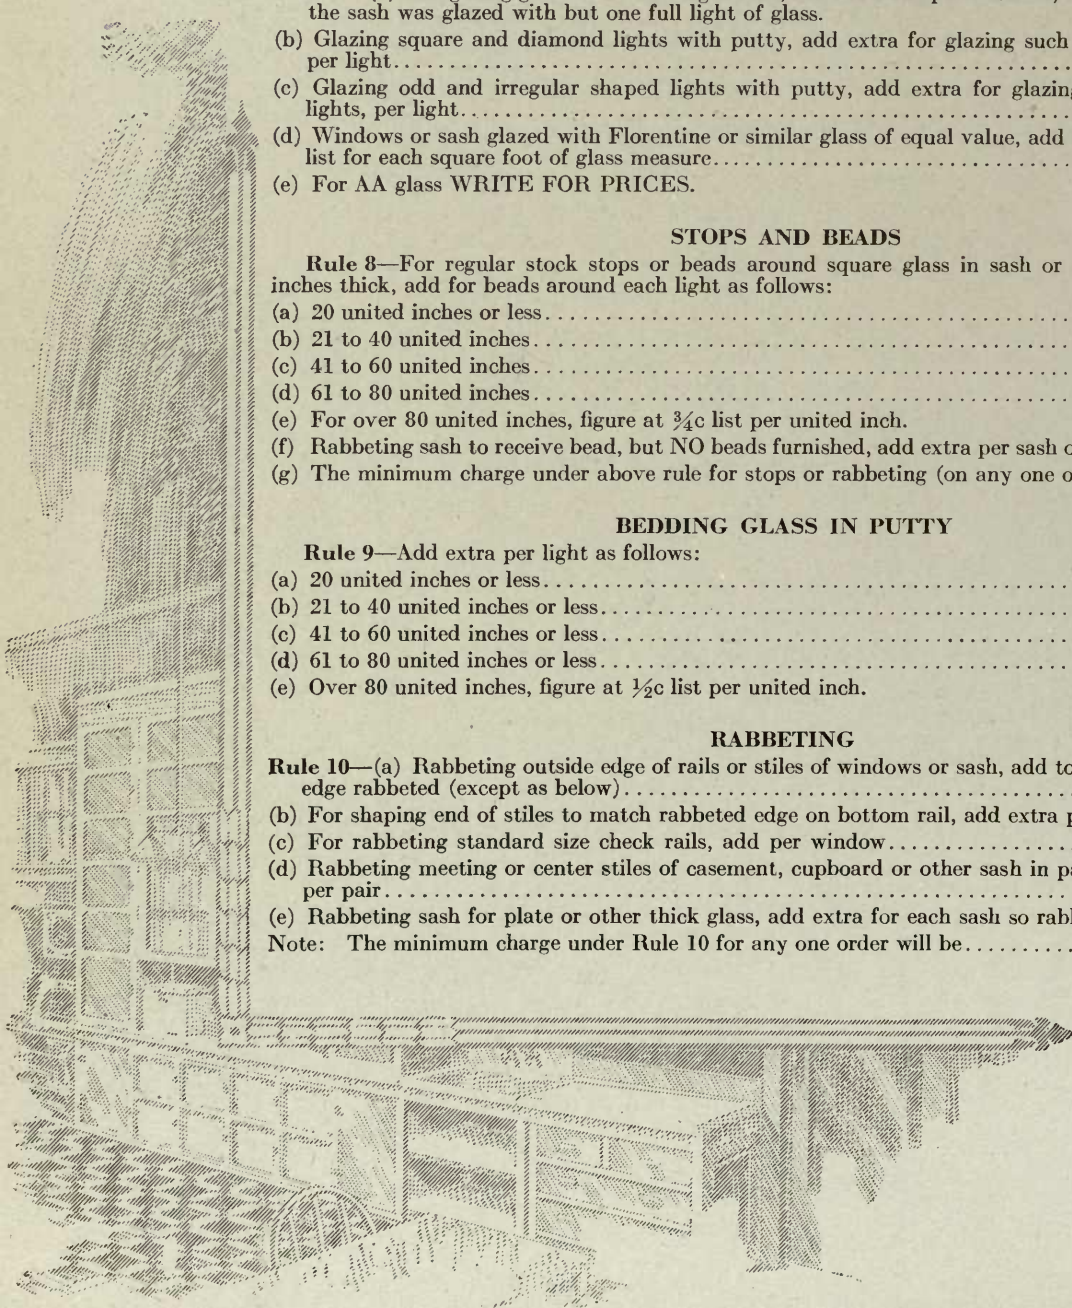 the sash was glazed with but one full light of glass.
(b) Glazing square and diamond lights with putty, add extra for glazing such
per light
(c) Glazing odd and irregular shaped lights with putty, add extra for glazing
lights, per light
(d) Windows or sash glazed with Florentine or similar glass of equal value, add
list for each square foot of glass measure
(e) For AA glass WRITE FOR PRICES.
STOPS AND BEADS
Rule 8—For regular stock stops or beads around square glass in sash or
inches thick, add for beads around each light as follows:
(a) 20 united inches or less
(b) 21 to 40 united inches
(c) 41 to 60 united inches
(d) 61 to 80 united inches
(e) For over 80 united inches, figure at ¾c list per united inch.
(f) Rabbeting sash to receive bead, but NO beads furnished, add extra per sash
(g) The minimum charge under above rule for stops or rabbeting (on any one
BEDDING GLASS IN PUTTY
Rule 9—Add extra per light as follows:
(a) 20 united inches or less
(b) 21 to 40 united inches or less
(c) 41 to 60 united inches or less
(d) 61 to 80 united inches or less
(e) Over 80 united inches, figure at ½c list per united inch.
RABBETING
Rule 10—(a) Rabbeting outside edge of rails or stiles of windows or sash, add to
edge rabbeted (except as below)
(b) For shaping end of stiles to match rabbeted edge on bottom rail, add extra
(c) For rabbeting standard size check rails, add per window
(d) Rabbeting meeting or center stiles of casement, cupboard or other sash in
per pair
(e) Rabbeting sash for plate or other thick glass, add extra for each sash so
Note: The minimum charge under Rule 10 for any one order will be